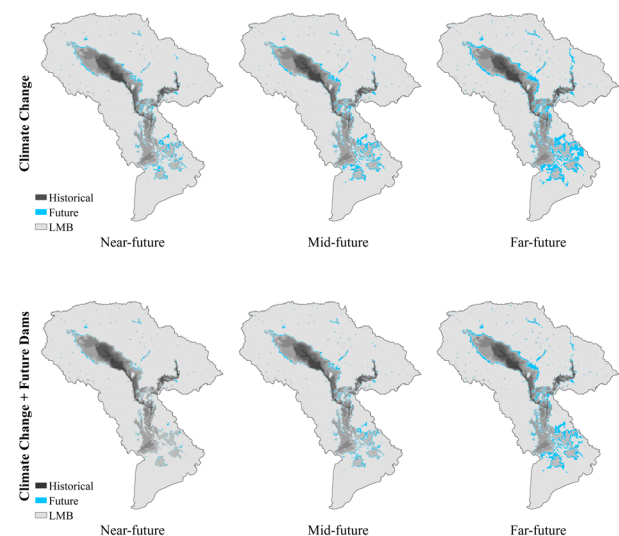 Climate Change
Historical
Future
LMB
Near-future
Mid-future
Far-future
Climate Change + Future Dams
Historical
Future
LMB
Near-future
Mid-future
Far-future